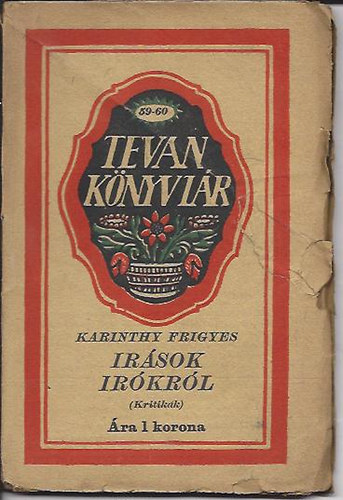 59-60
TEVAN
KÖNYVTÁR
KARINTHY FRIGYES
IRÁSOK
IRÓKRÓL
(Kritikák)
Ára 1 korona